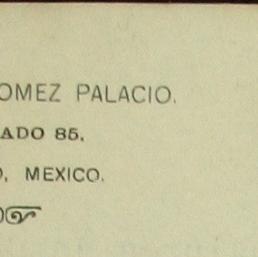 OMEZ PALACIO.
ADO 85.
O, MEXICO.